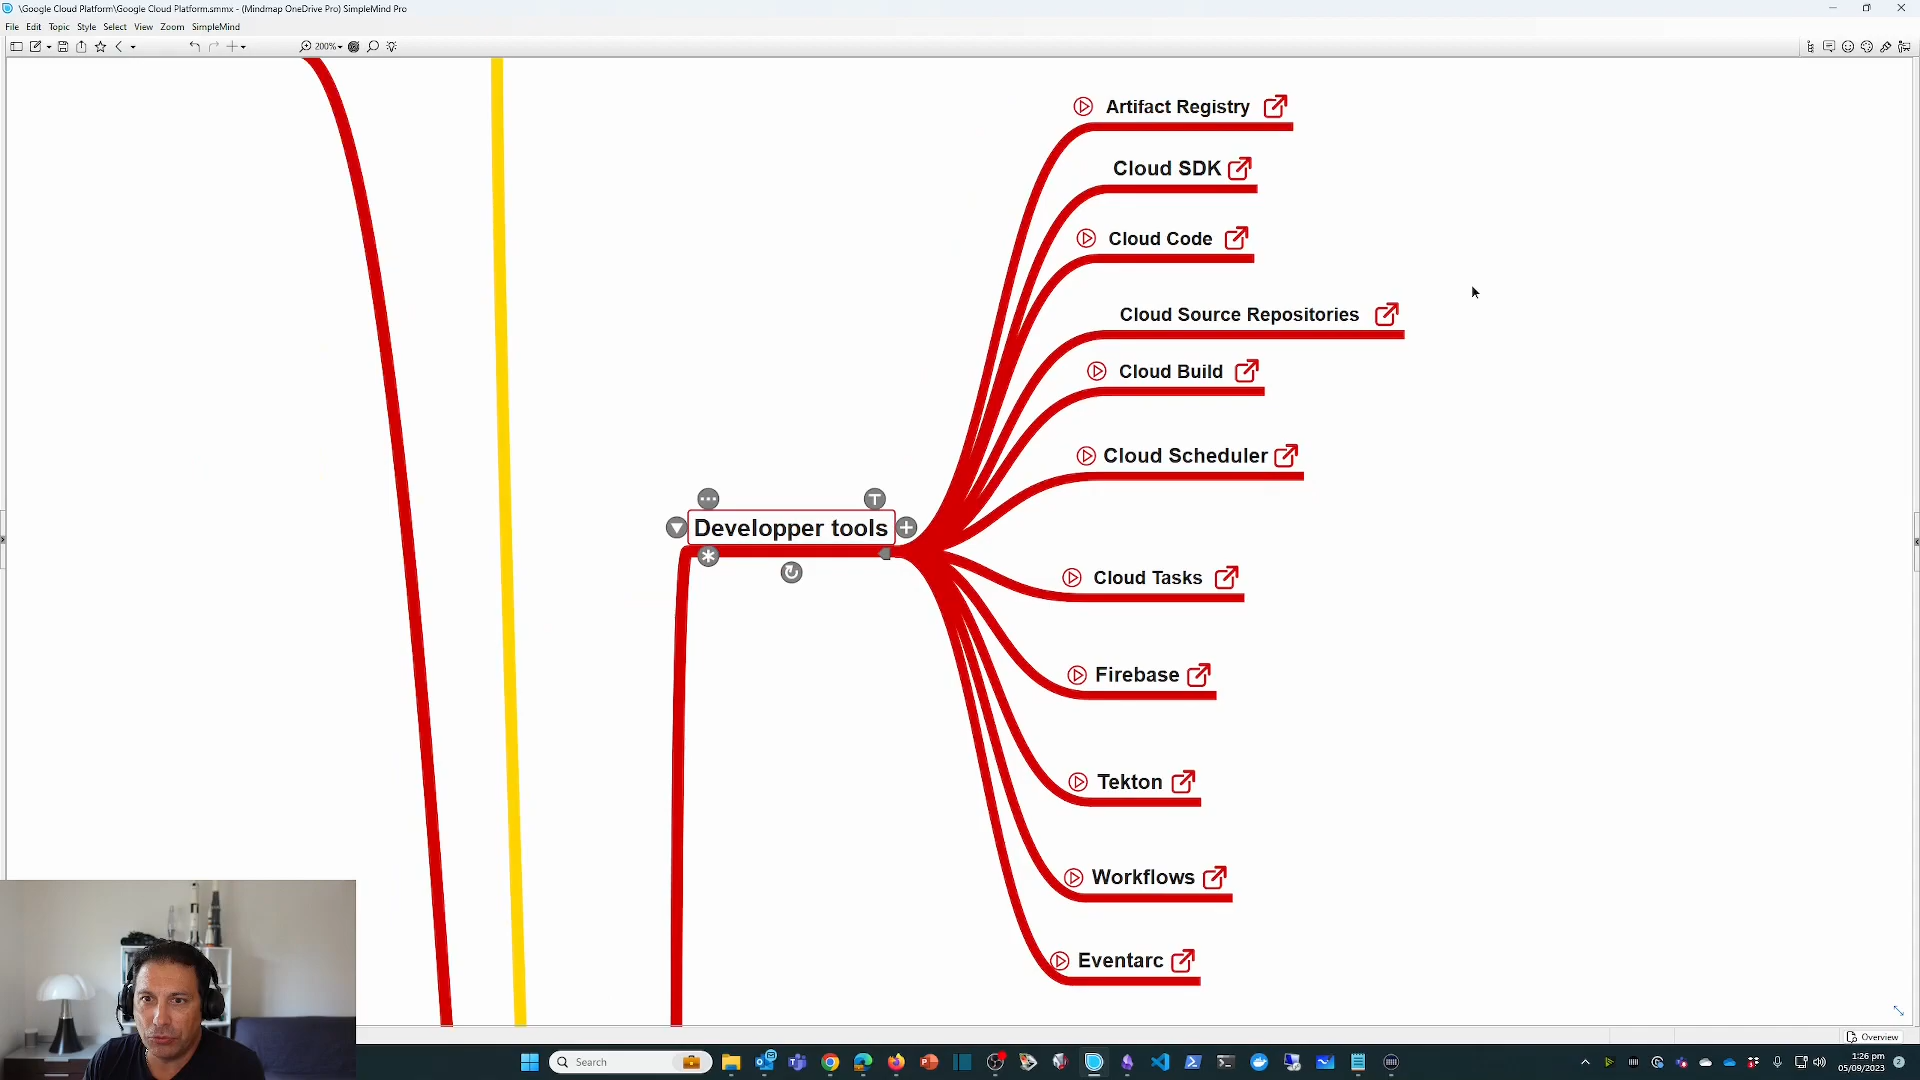 \Google Cloud Platform\Google Cloud Platform.smmx - (Mindmap OneDrive Pro) SimpleMind Pro
File Edit Topic Style Select View Zoom SimpleMind
200%
Artifact Registry
Cloud SDK
Cloud Code
Cloud Source Repositories
Cloud Build
Cloud Scheduler
Developper tools
Cloud Tasks
Firebase
Tekton
Workflows
Eventarc
Overview
Search
1:26 pm
05/09/2023